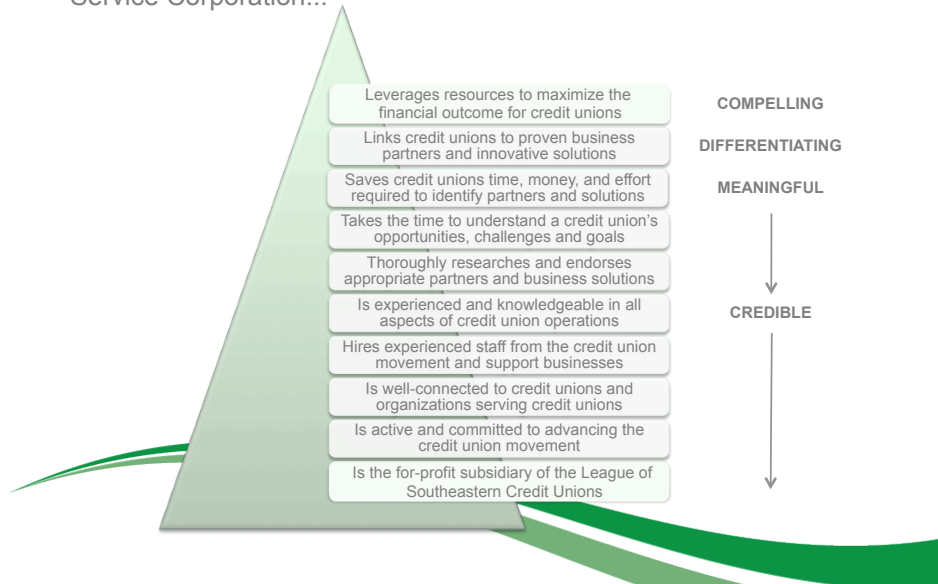 Service Corporation...
Leverages resources to maximize the
financial outcome for credit unions
COMPELLING
Links credit unions to proven business
partners and innovative solutions
DIFFERENTIATING
Saves credit unions time, money, and effort
required to identify partners and solutions
MEANINGFUL
Takes the time to understand a credit union’s
opportunities, challenges and goals
Thoroughly researches and endorses
appropriate partners and business solutions
Is experienced and knowledgeable in all
aspects of credit union operations
CREDIBLE
Hires experienced staff from the credit union
movement and support businesses
Is well-connected to credit unions and
organizations serving credit unions
Is active and committed to advancing the
credit union movement
Is the for-profit subsidiary of the League of
Southeastern Credit Unions